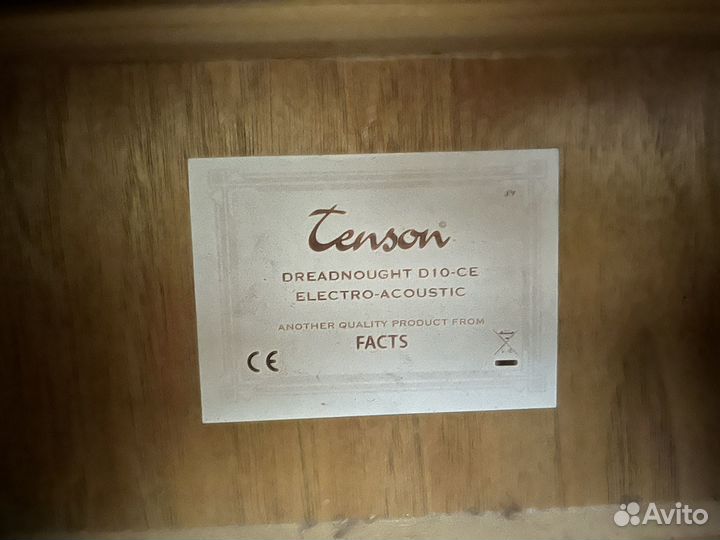 Tenson©
DREADNOUGHT D10-CE
ELECTRO-ACOUSTIC
ANOTHER QUALITY PRODUCT FROM
FACTS
CE
Avito